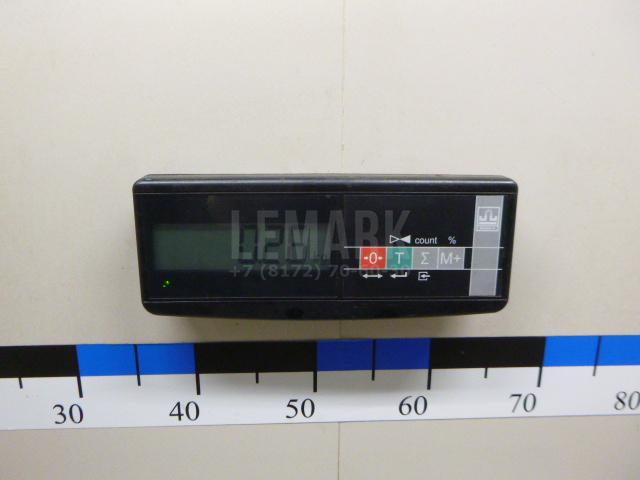 LEMARK
count %
+7 (8172) 70-
•0• T Σ M+
30 40 50 60 70 80